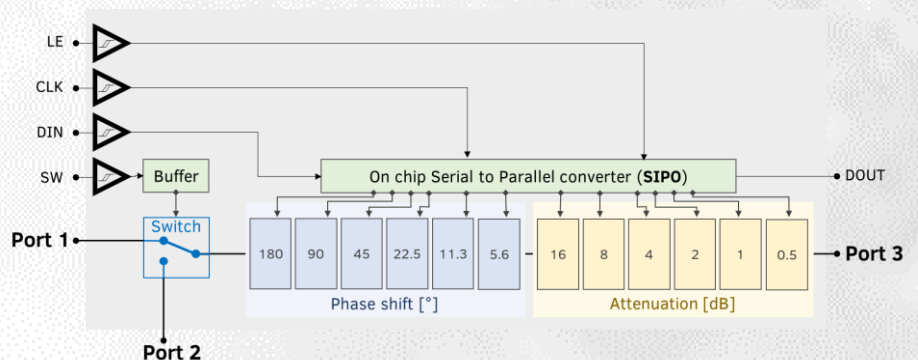 LE
CLK
DIN
SW
Buffer
On chip Serial to Parallel converter (SIPO)
DOUT
Switch
Port 1
180
90
45
22.5
11.3
5.6
16
8
4
2
1
0.5
Port 3
Phase shift [°]
Attenuation [dB]
Port 2